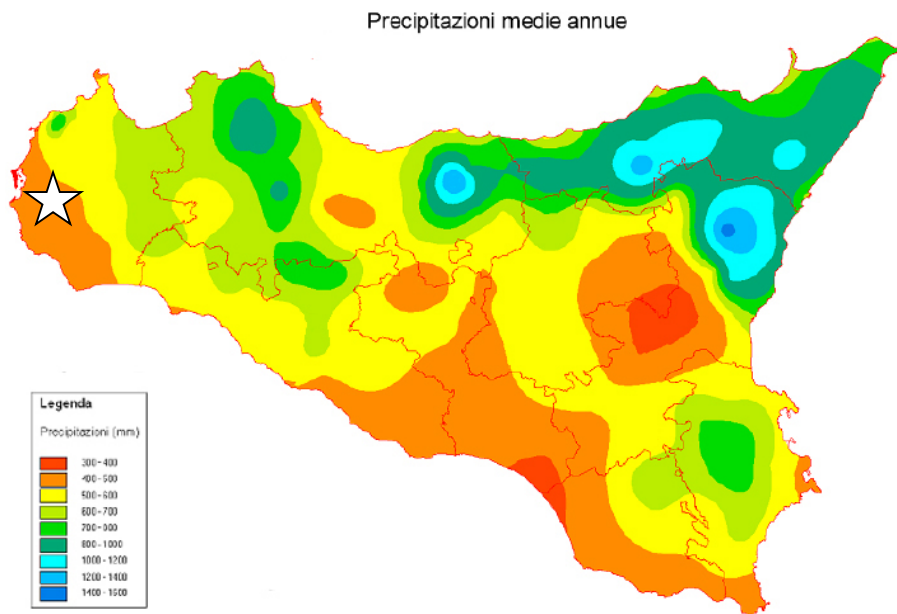 Precipitazioni medie annue
Legenda
Precipitazioni (mm)
300 - 400
400 - 500
500 - 600
600 - 700
700 - 800
800 - 1000
1000 - 1200
1200 - 1400
1400 - 1600